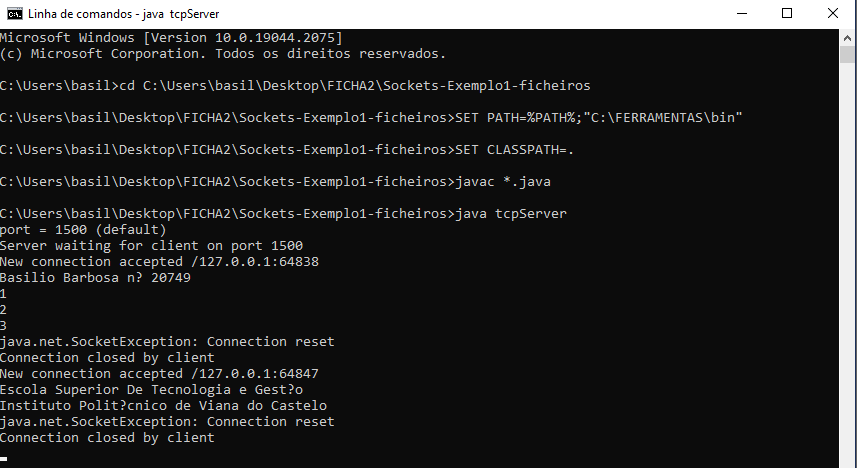 Linha de comandos - java tcpServer
Microsoft Windows [Version 10.0.19044.2075]
(c) Microsoft Corporation. Todos os direitos reservados.
C:\Users\basil>cd C:\Users\basil\Desktop\FICHA2\Sockets-Exemplo1-ficheiros
C:\Users\basil\Desktop\FICHA2\Sockets-Exemplo1-ficheiros>SET PATH=%PATH%;"C:\FERRAMENTAS\bin"
C:\Users\basil\Desktop\FICHA2\Sockets-Exemplo1-ficheiros>SET CLASSPATH=.
C:\Users\basil\Desktop\FICHA2\Sockets-Exemplo1-ficheiros>javac *.java
C:\Users\basil\Desktop\FICHA2\Sockets-Exemplo1-ficheiros>java tcpServer
port = 1500 (default)
Server waiting for client on port 1500
New connection accepted /127.0.0.1:64838
Basilio Barbosa n? 20749
1
2
3
java.net.SocketException: Connection reset
Connection closed by client
New connection accepted /127.0.0.1:64847
Escola Superior De Tecnologia e Gest?o
Instituto Polit?cnico de Viana do Castelo
java.net.SocketException: Connection reset
Connection closed by client